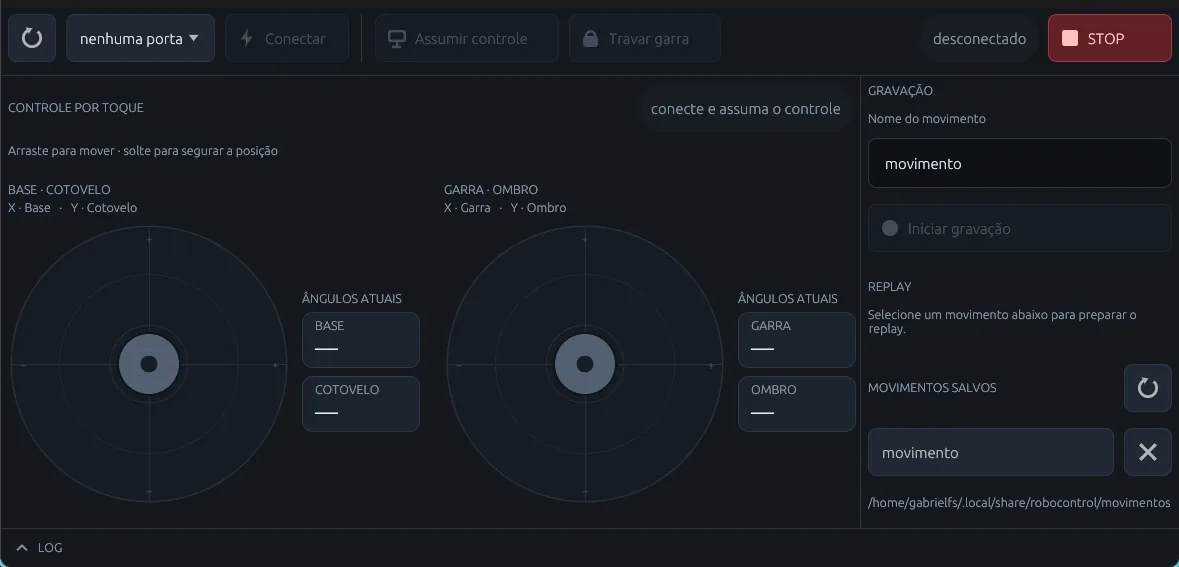 nenhuma porta
Conectar
Assumir controle
Travar garra
desconectado
STOP
CONTROLE POR TOQUE
conecte e assuma o controle
Arraste para mover · solte para segurar a posição
BASE · COTOVELO
X · Base · Y · Cotovelo
ÂNGULOS ATUAIS
BASE
—
COTOVELO
—
GARRA · OMBRO
X · Garra · Y · Ombro
ÂNGULOS ATUAIS
GARRA
—
OMBRO
—
GRAVAÇÃO
Nome do movimento
movimento
Iniciar gravação
REPLAY
Selecione um movimento abaixo para preparar o
replay.
MOVIMENTOS SALVOS
movimento
/home/gabrielfs/.local/share/robocontrol/movimentos
LOG